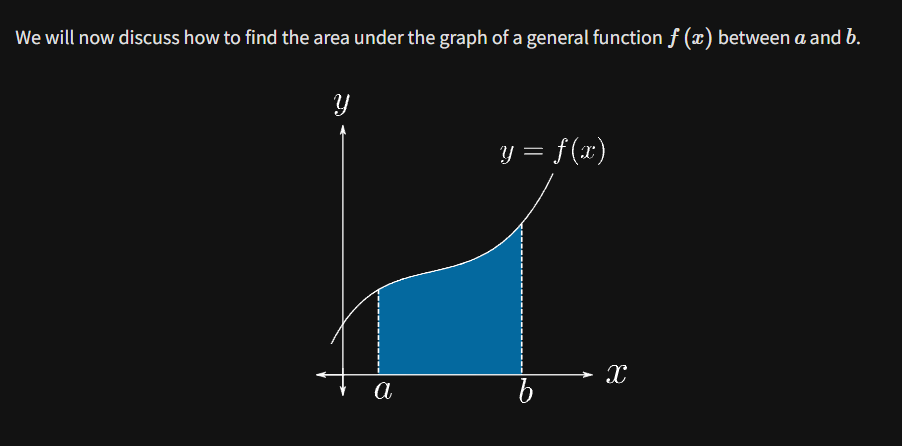 We will now discuss how to find the area under the graph of a general function f (x) between a and b.
y
y = f(x)
x
a
b